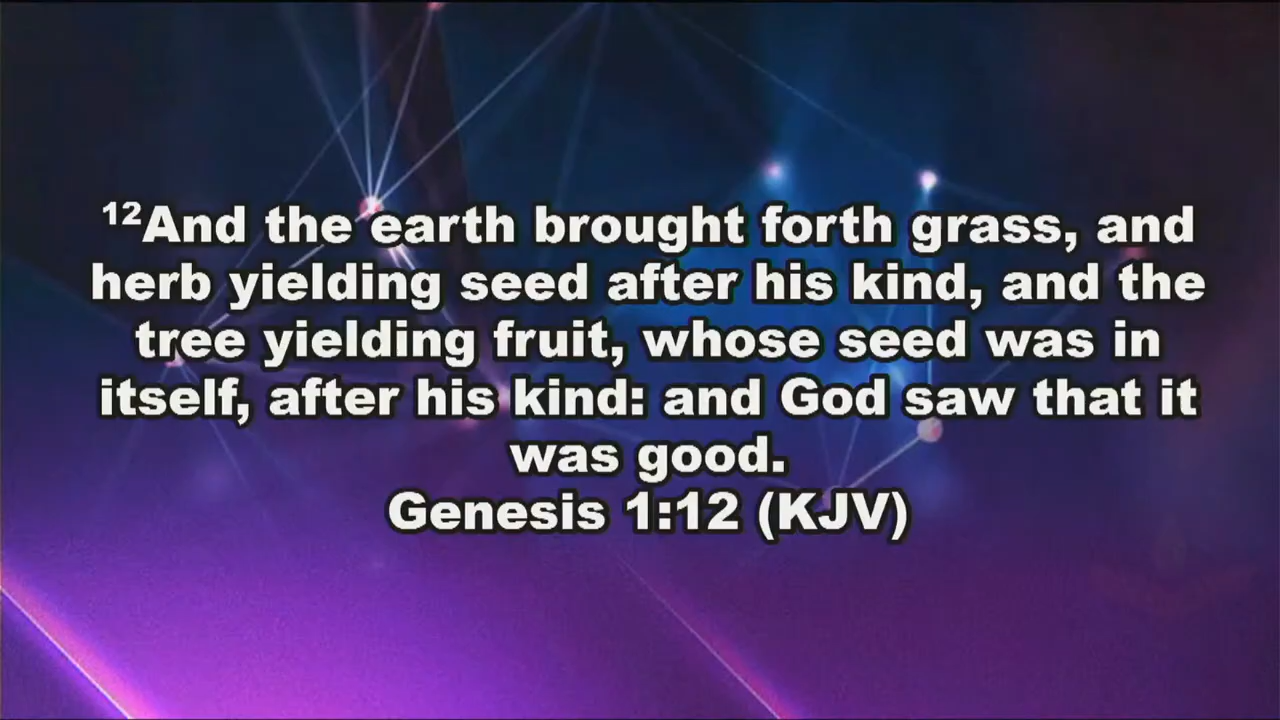 ¹²And the earth brought forth grass, and
herb yielding seed after his kind, and the
tree yielding fruit, whose seed was in
itself, after his kind: and God saw that it
was good.
Genesis 1:12 (KJV)